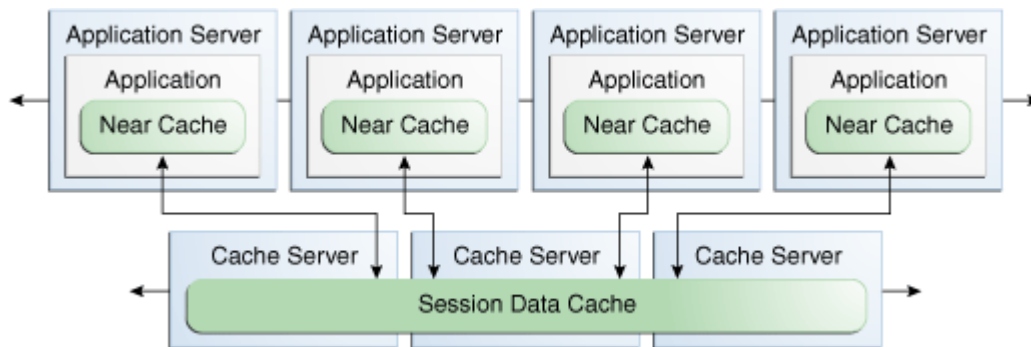 Application Server
Application Server
Application Server
Application Server
Application
Application
Application
Application
Near Cache
Near Cache
Near Cache
Near Cache
Cache Server
Cache Server
Cache Server
Session Data Cache